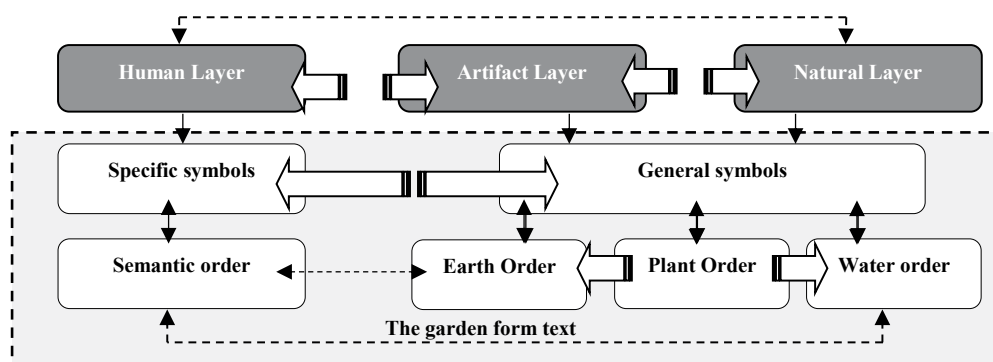 Human Layer
Artifact Layer
Natural Layer
Specific symbols
General symbols
Semantic order
Earth Order
Plant Order
Water order
The garden form text